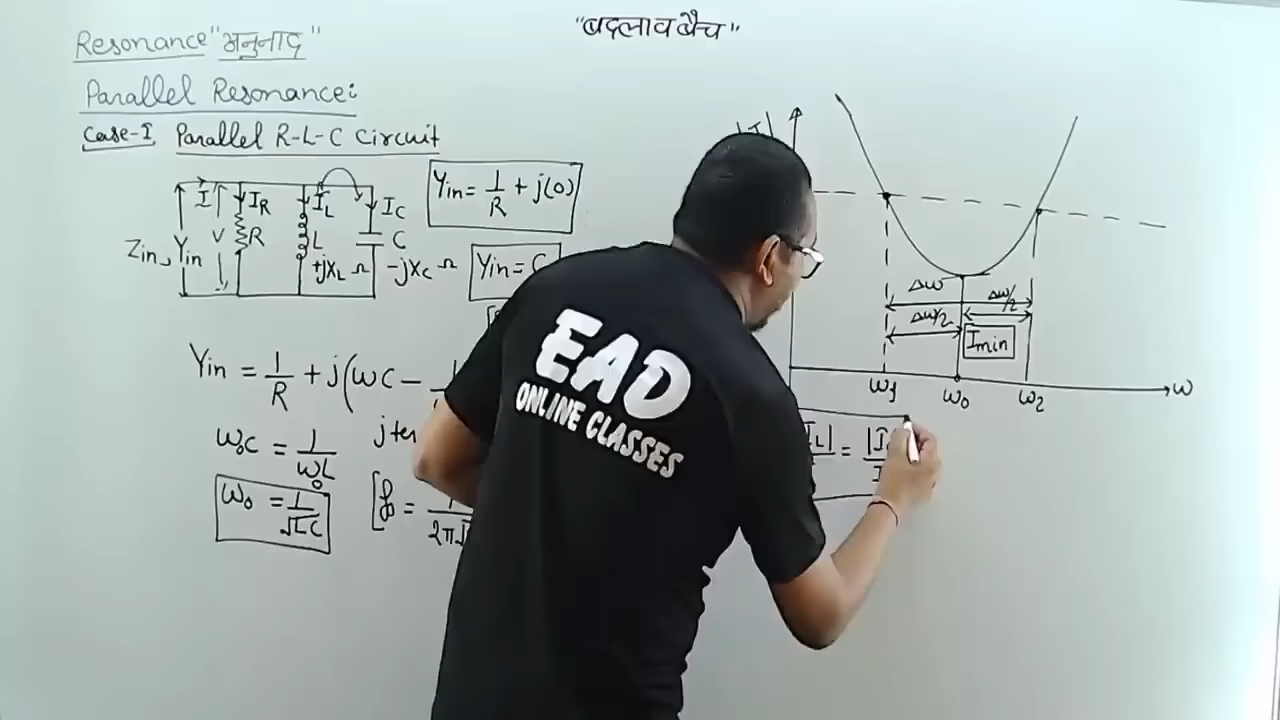 "बदलाव बैच"
Resonance "अनुनाद"
Parallel Resonance:
Case-I Parallel R-L-C Circuit
I
IR
IL
IC
Zin, Yin
V
R
L
C
+jXL Ω
-jXC Ω
Yin = 1/R + j(0)
Yin =
Yin = 1/R + j(ωC -
ω0C = 1/ω0L
ω0 = 1/√LC
f0 =
EAD
ONLINE CLASSES
Δω
Δω/2
Δω/2
Imin
ω1
ω0
ω2
ω